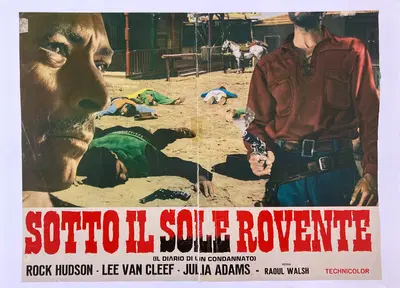 SOTTO IL SOLE ROVENTE
(IL DIARIO DI UN CONDANNATO)
ROCK HUDSON - LEE VAN CLEEF - JULIA ADAMS - REGIA RAOUL WALSH TECHNICOLOR